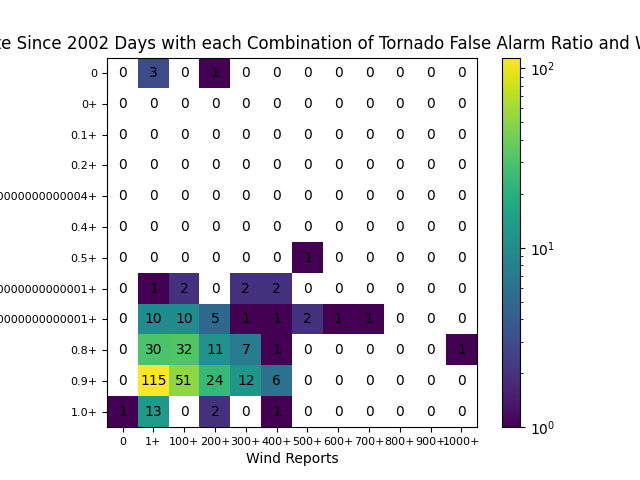 te Since 2002 Days with each Combination of Tornado False Alarm Ratio and W
0 0 3 0 1 0 0 0 0 0 0 0 0
0+ 0 0 0 0 0 0 0 0 0 0 0 0
0.1+ 0 0 0 0 0 0 0 0 0 0 0 0
0.2+ 0 0 0 0 0 0 0 0 0 0 0 0
0000000000004+ 0 0 0 0 0 0 0 0 0 0 0 0
0.4+ 0 0 0 0 0 0 0 0 0 0 0 0
0.5+ 0 0 0 0 0 0 1 0 0 0 0 0
0000000000001+ 0 1 2 0 2 2 0 0 0 0 0 0
0000000000001+ 0 10 10 5 1 1 2 1 1 0 0 0
0.8+ 0 30 32 11 7 1 0 0 0 0 0 1
0.9+ 0 115 51 24 12 6 0 0 0 0 0 0
1.0+ 1 13 0 2 0 1 0 0 0 0 0 0
0 1+ 100+ 200+ 300+ 400+ 500+ 600+ 700+ 800+ 900+ 1000+
Wind Reports
10²
10¹
10⁰